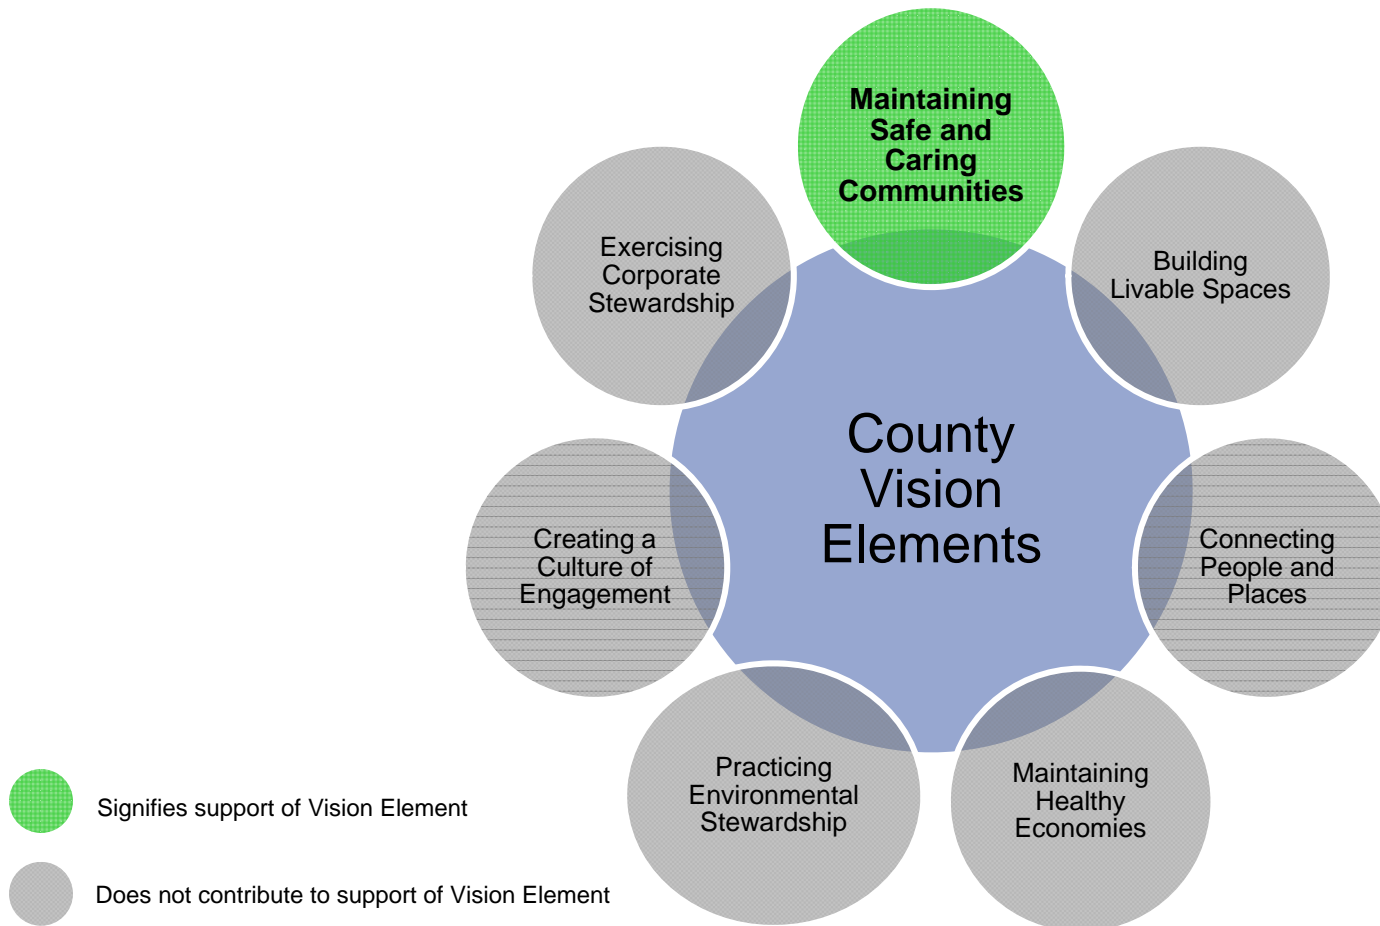 Maintaining
Safe and
Caring
Communities
Exercising
Corporate
Stewardship
Building
Livable Spaces
County
Vision
Elements
Creating a
Culture of
Engagement
Connecting
People and
Places
Practicing
Environmental
Stewardship
Maintaining
Healthy
Economies
Signifies support of Vision Element
Does not contribute to support of Vision Element